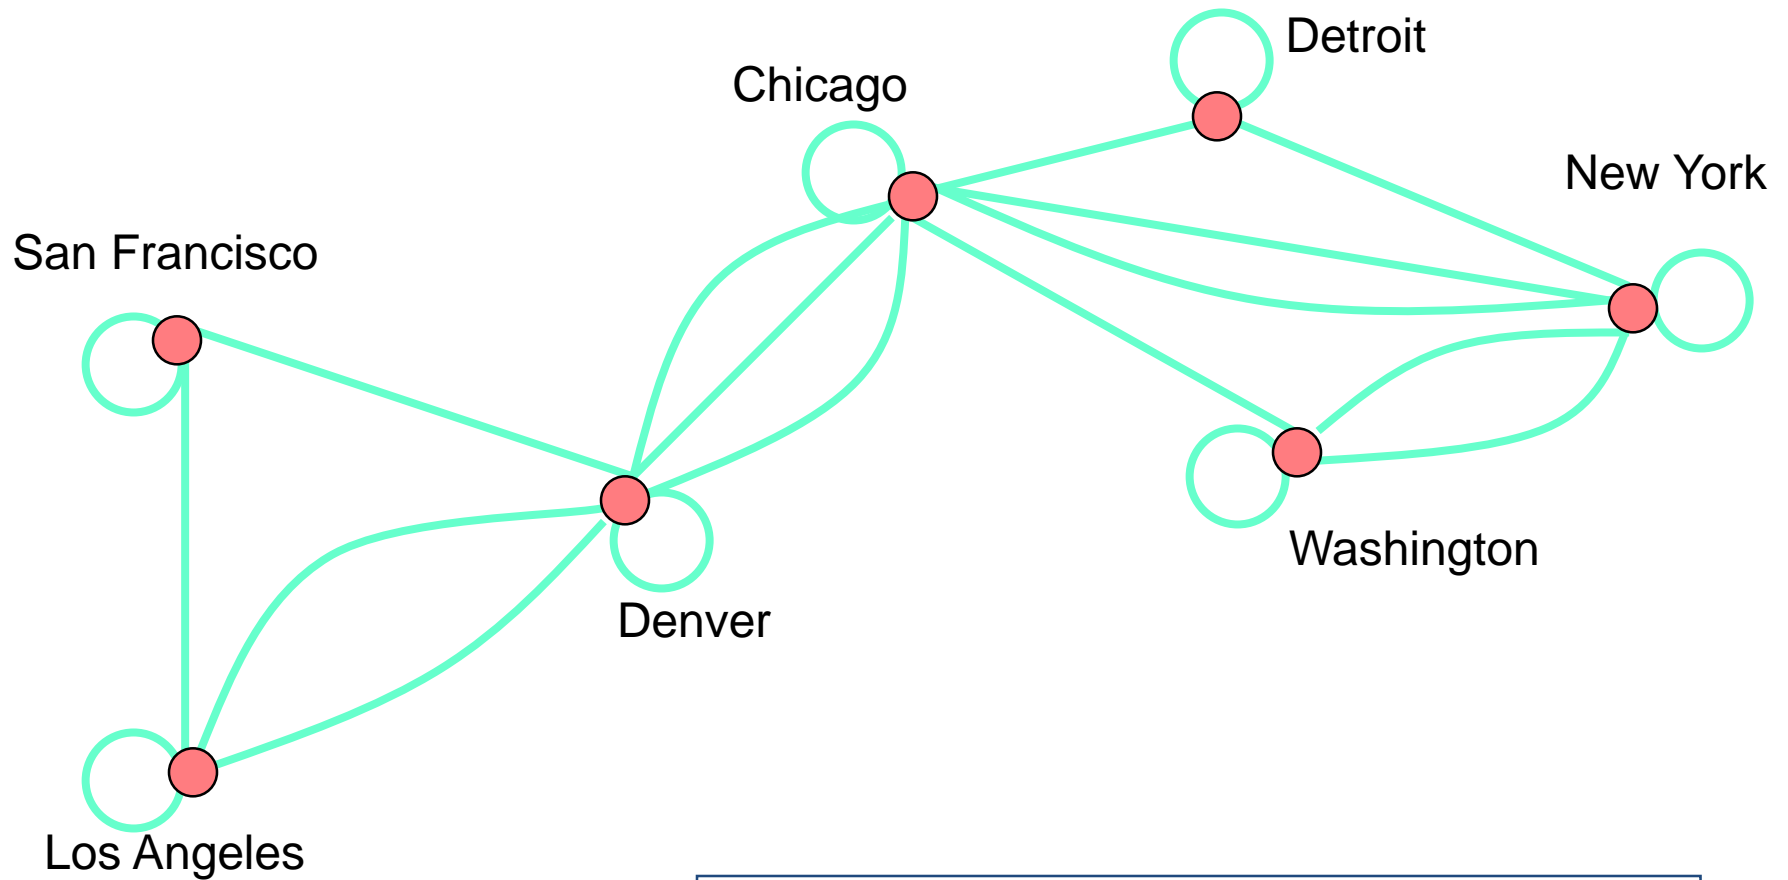 Detroit
Chicago
New York
San Francisco
Washington
Denver
Los Angeles